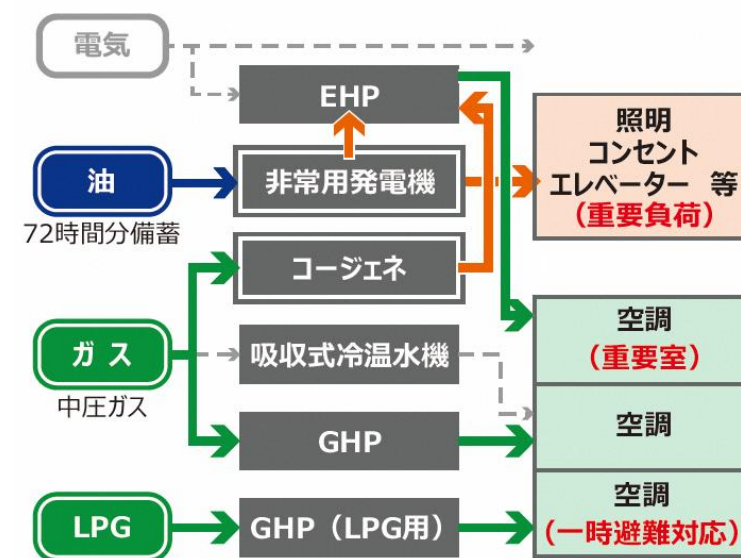 電気
EHP
油
72時間分備蓄
非常用発電機
照明
コンセント
エレベーター 等
(重要負荷)
コージェネ
ガス
中圧ガス
吸収式冷温水機
空調
(重要室)
GHP
空調
LPG
GHP(LPG用)
空調
(一時避難対応)